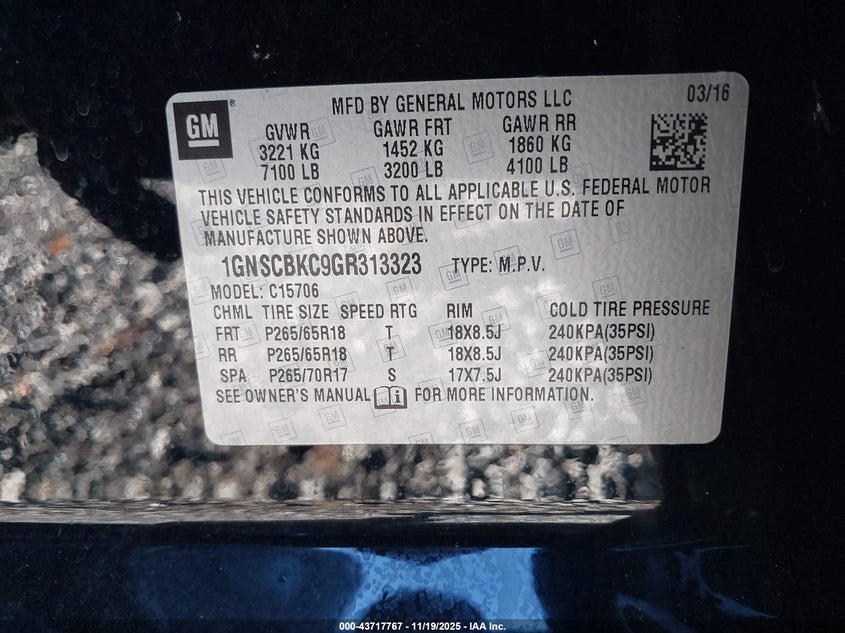 GM
MFD BY GENERAL MOTORS LLC 03/16
GVWR GAWR FRT GAWR RR
3221 KG 1452 KG 1860 KG
7100 LB 3200 LB 4100 LB
THIS VEHICLE CONFORMS TO ALL APPLICABLE U.S. FEDERAL MOTOR
VEHICLE SAFETY STANDARDS IN EFFECT ON THE DATE OF
MANUFACTURE SHOWN ABOVE.
1GNSCBKC9GR313323 TYPE: M.P.V.
MODEL: C15706
CHML TIRE SIZE SPEED RTG RIM COLD TIRE PRESSURE
FRT P265/65R18 T 18X8.5J 240KPA(35PSI)
RR P265/65R18 T 18X8.5J 240KPA(35PSI)
SPA P265/70R17 S 17X7.5J 240KPA(35PSI)
SEE OWNER'S MANUAL FOR MORE INFORMATION.
000-43717767 - 11/19/2025 - IAA Inc.